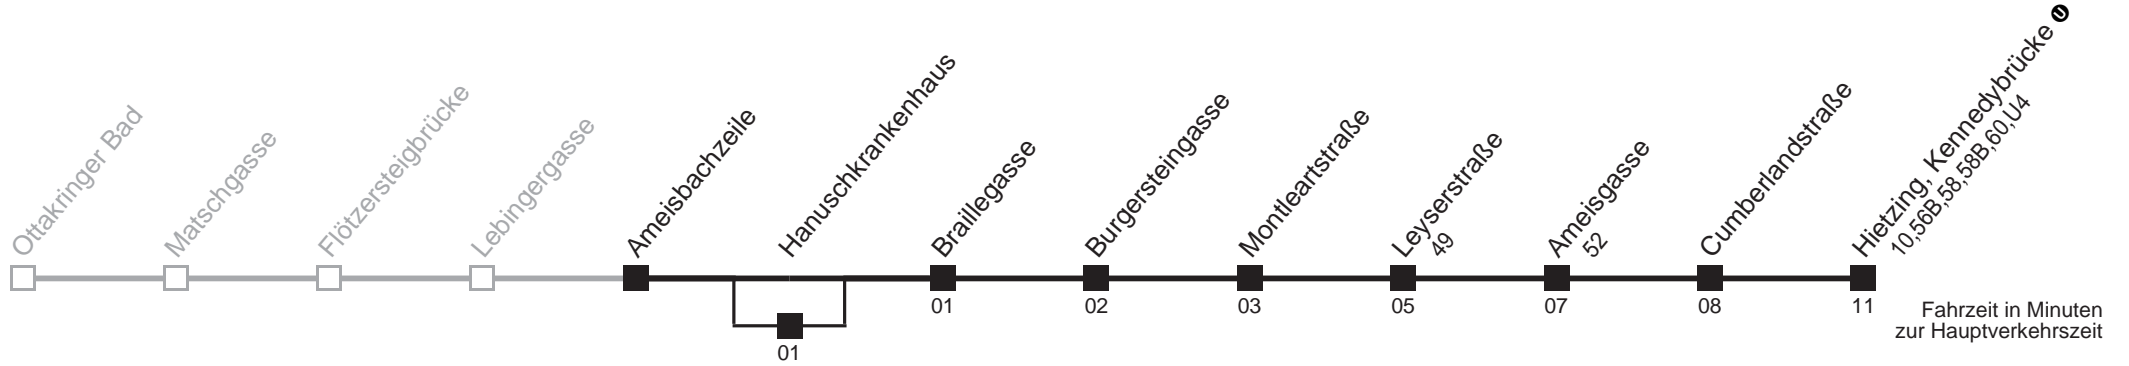 Ottakringer Bad
Matschgasse
Flötzersteigbrücke
Lebingergasse
Ameisbachzeile
Hanuschkrankenhaus
Braillegasse
Burgersteingasse
Montleartstraße
Leyserstraße
49
Ameisgasse
52
Cumberlandstraße
Hietzing, Kennedybrücke U
10,56B,58,58B,60,U4
01
02
03
05
07
08
11
01
Fahrzeit in Minuten
zur Hauptverkehrszeit